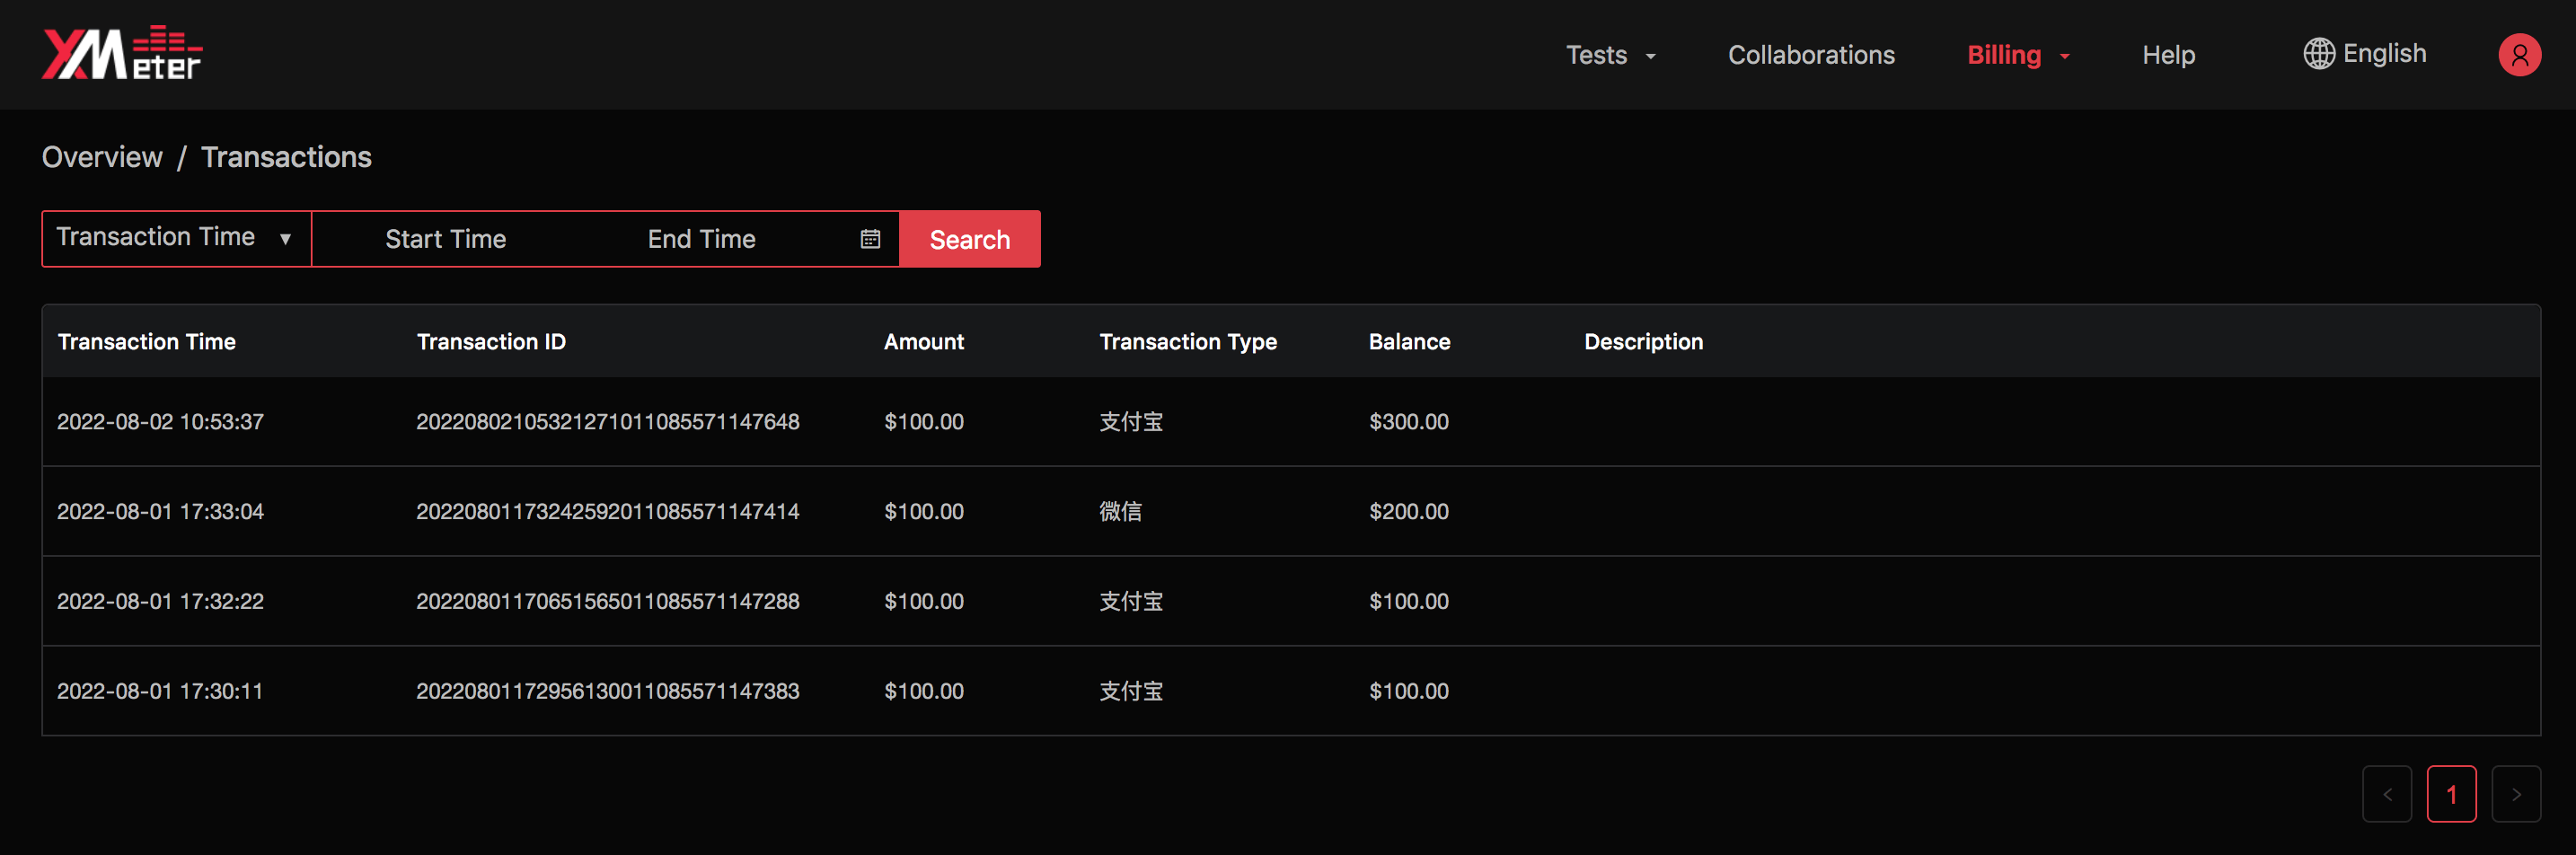 XMeter
Tests Collaborations Billing Help English
Overview / Transactions
Transaction Time ▼ Start Time End Time Search
Transaction Time Transaction ID Amount Transaction Type Balance Description
2022-08-02 10:53:37 20220802105321271011085571147648 $100.00 支付宝 $300.00
2022-08-01 17:33:04 20220801173242592011085571147414 $100.00 微信 $200.00
2022-08-01 17:32:22 20220801170651565011085571147288 $100.00 支付宝 $100.00
2022-08-01 17:30:11 20220801172956130011085571147383 $100.00 支付宝 $100.00
< 1 >